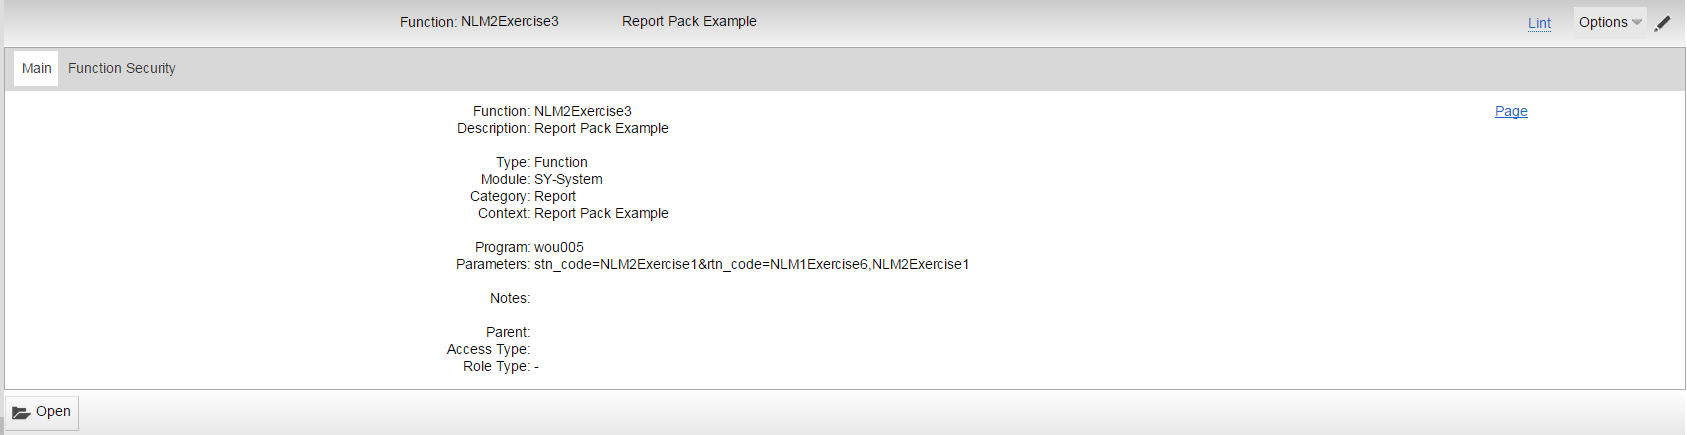 Function: NLM2Exercise3 Report Pack Example Lint Options
Main Function Security
Function: NLM2Exercise3 Page
Description: Report Pack Example
Type: Function
Module: SY-System
Category: Report
Context: Report Pack Example
Program: wou005
Parameters: stn_code=NLM2Exercise1&rtn_code=NLM1Exercise6,NLM2Exercise1
Notes:
Parent:
Access Type:
Role Type: -
Open